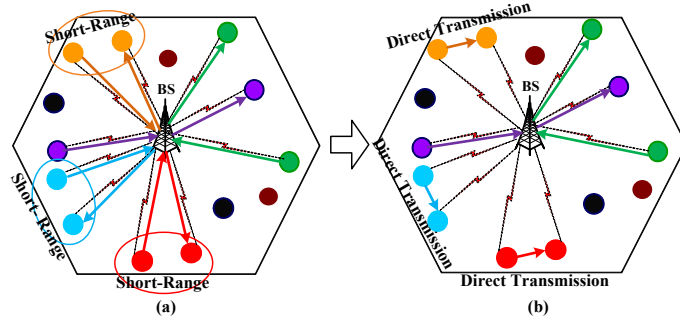 Short-Range
BS
Short- Range
Short-Range
(a)
Direct Transmission
BS
Direct Transmission
Direct Transmission
(b)